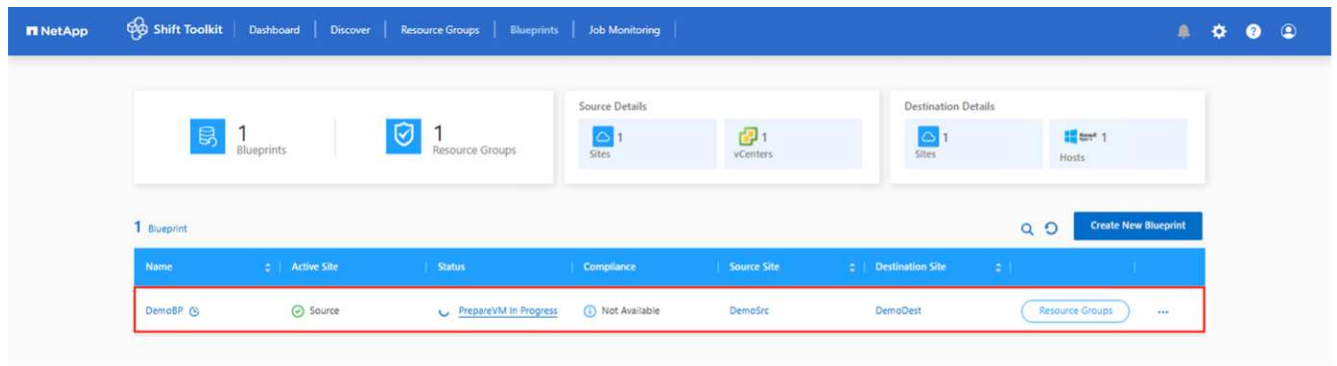 NetApp Shift Toolkit Dashboard Discover Resource Groups Blueprints Job Monitoring
1 Blueprints
1 Resource Groups
Source Details
1 Sites
1 vCenters
Destination Details
1 Sites
1 Hosts
1 Blueprint
Create New Blueprint
Name Active Site Status Compliance Source Site Destination Site
DemoBP Source PrepareVM In Progress Not Available DemoSrc DemoDest Resource Groups ...